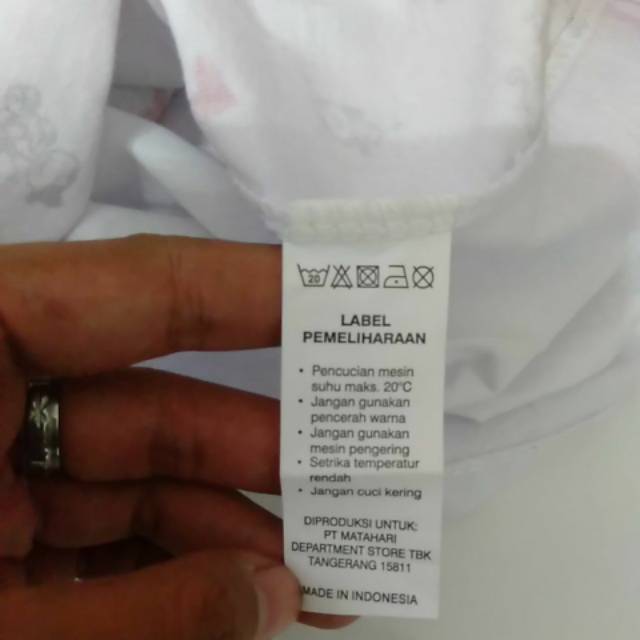 20
LABEL
PEMELIHARAAN
• Pencucian mesin
suhu maks. 20°C
• Jangan gunakan
pencerah warna
• Jangan gunakan
mesin pengering
• Setrika temperatur
rendah
• Jangan cuci kering
DIPRODUKSI UNTUK:
PT MATAHARI
DEPARTMENT STORE TBK
TANGERANG 15811
MADE IN INDONESIA